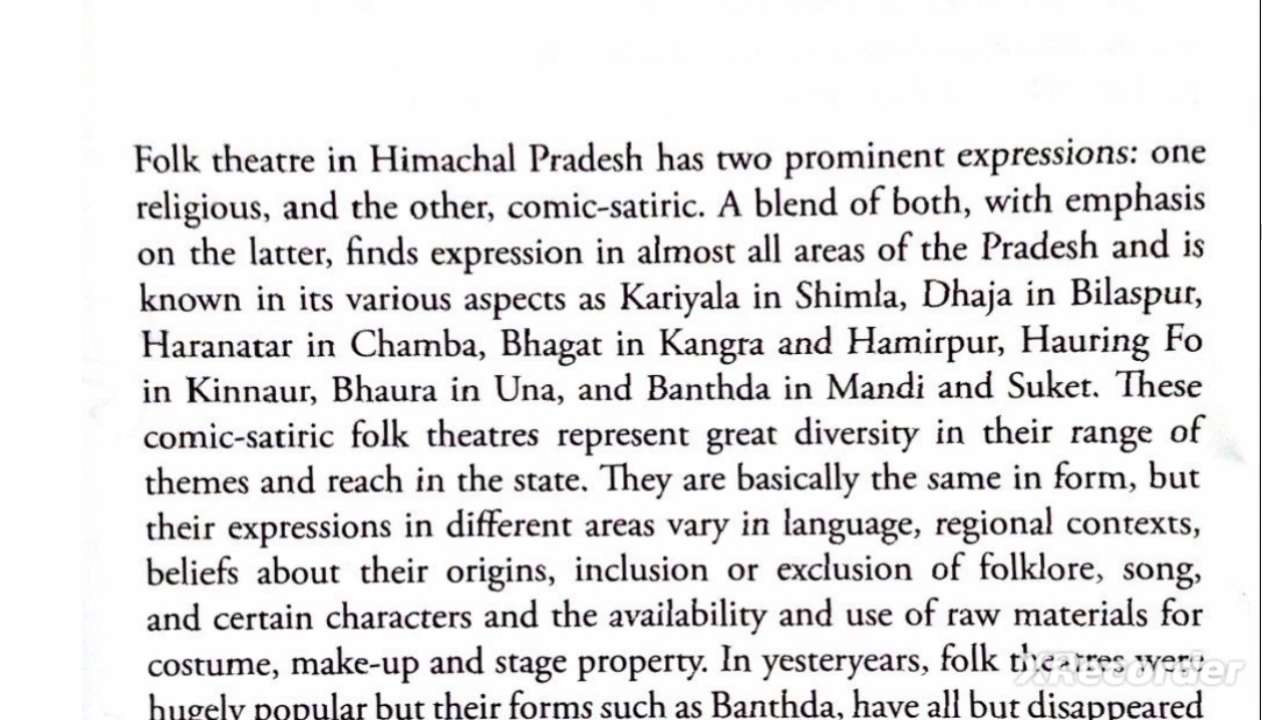 Folk theatre in Himachal Pradesh has two prominent expressions: one
religious, and the other, comic-satiric. A blend of both, with emphasis
on the latter, finds expression in almost all areas of the Pradesh and is
known in its various aspects as Kariyala in Shimla, Dhaja in Bilaspur,
Haranatar in Chamba, Bhagat in Kangra and Hamirpur, Hauring Fo
in Kinnaur, Bhaura in Una, and Banthda in Mandi and Suket. These
comic-satiric folk theatres represent great diversity in their range of
themes and reach in the state. They are basically the same in form, but
their expressions in different areas vary in language, regional contexts,
beliefs about their origins, inclusion or exclusion of folklore, song,
and certain characters and the availability and use of raw materials for
costume, make-up and stage property. In yesteryears, folk theatres were
XRecorder
hugely popular but their forms such as Banthda, have all but disappeared